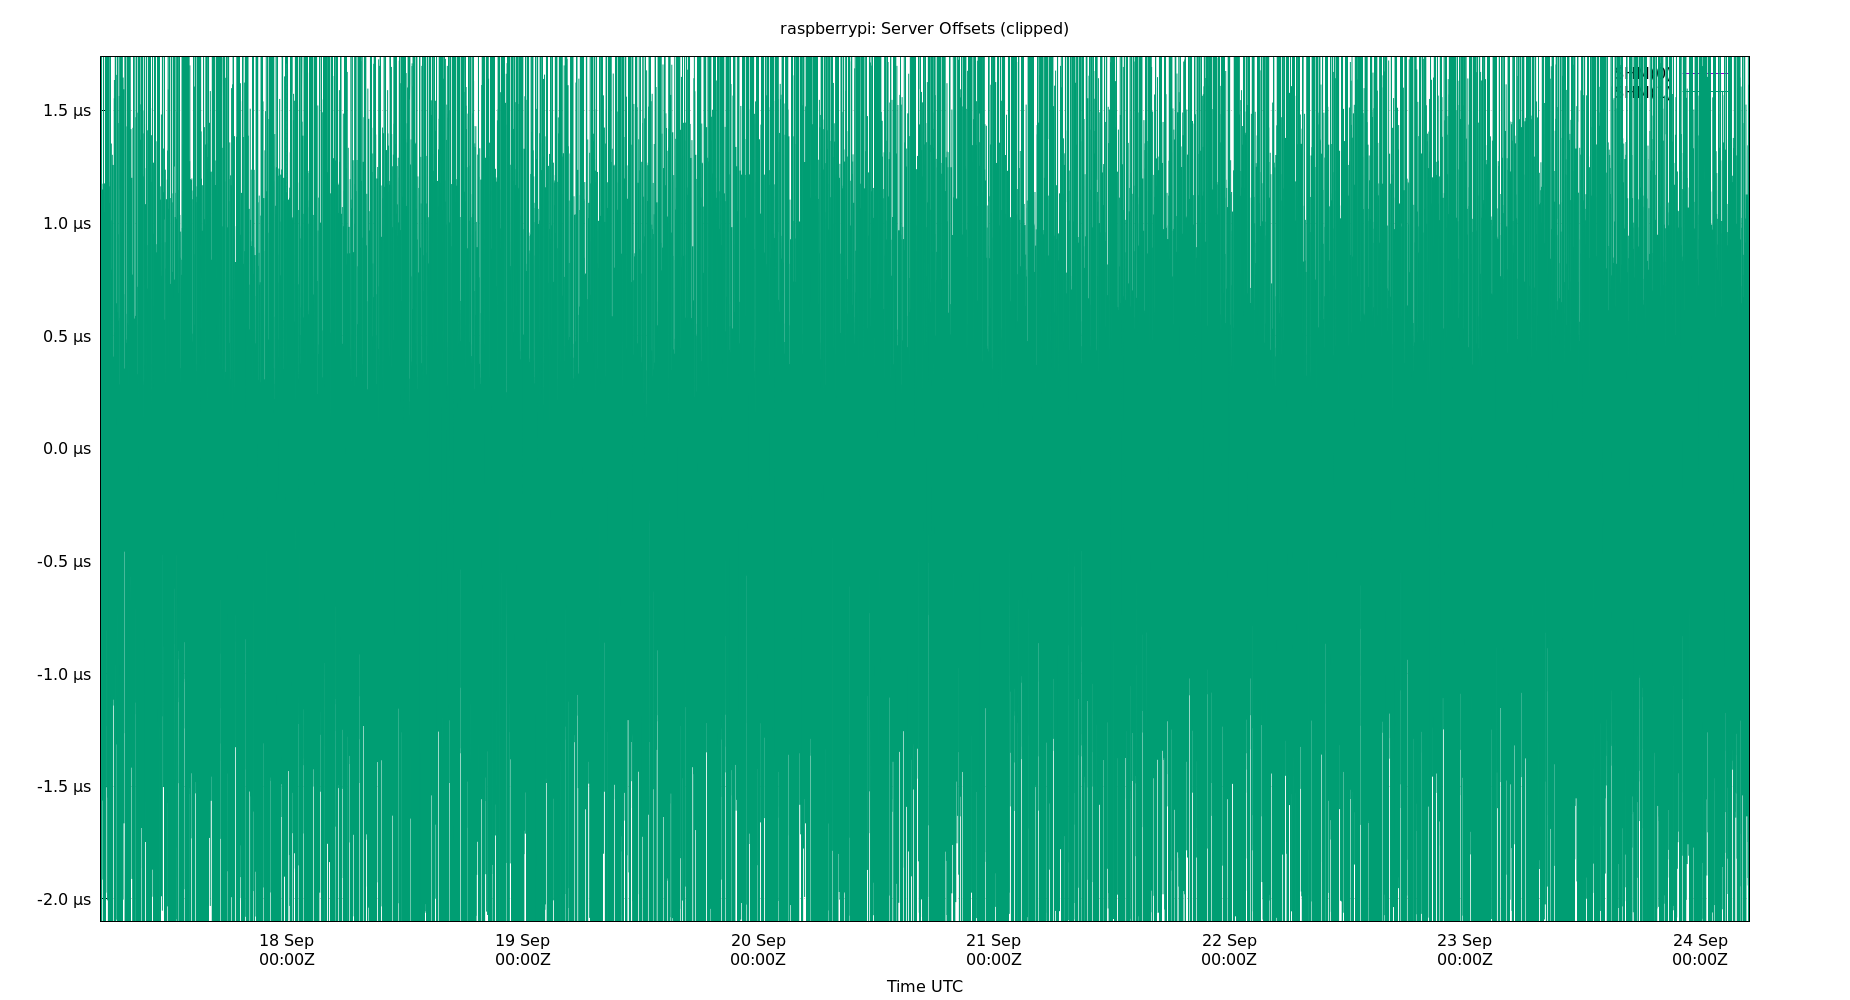 raspberrypi: Server Offsets (clipped)
1.5 µs
1.0 µs
0.5 µs
0.0 µs
-0.5 µs
-1.0 µs
-1.5 µs
-2.0 µs
18 Sep
00:00Z
19 Sep
00:00Z
20 Sep
00:00Z
21 Sep
00:00Z
22 Sep
00:00Z
23 Sep
00:00Z
24 Sep
00:00Z
Time UTC